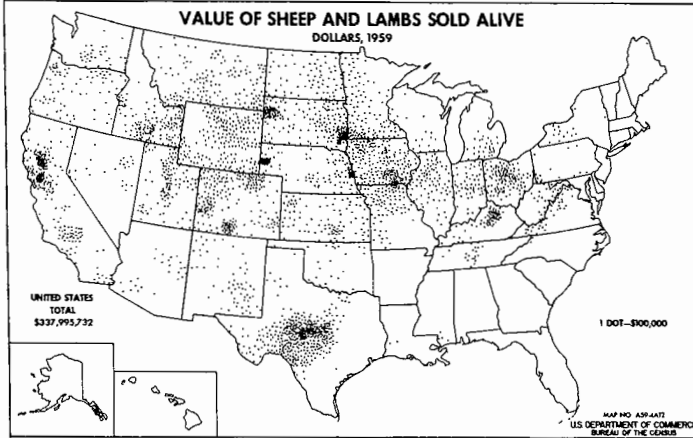 VALUE OF SHEEP AND LAMBS SOLD ALIVE
DOLLARS, 1959
UNITED STATES
TOTAL
$337,995,732
1 DOT—$100,000
MAP NO. A59-4A72
U.S. DEPARTMENT OF COMMERCE
BUREAU OF THE CENSUS